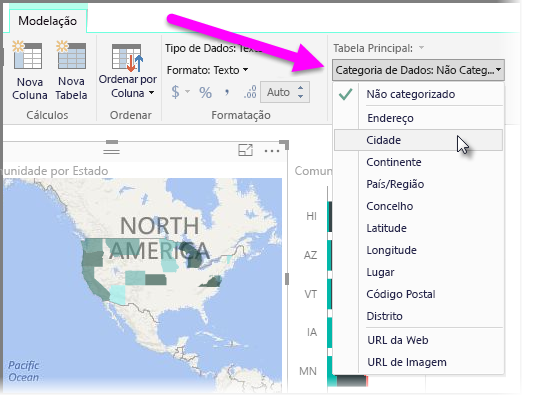 Modelação
Nova Coluna
Nova Tabela
Cálculos
Ordenar por Coluna
Ordenar
Tipo de Dados: Texto
Formato: Texto
$ % , .00 Auto
Formatação
Tabela Principal:
Categoria de Dados: Não Categ...
Não categorizado
Endereço
Cidade
Continente
País/Região
Concelho
Latitude
Longitude
Lugar
Código Postal
Distrito
URL da Web
URL de Imagem
unidade por Estado
NORTH
AMERICA
Pacific
Ocean
Comun
HI
AZ
VT
IA
MN